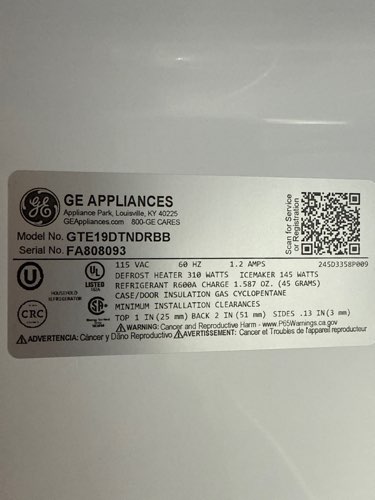 GE APPLIANCES
Appliance Park, Louisville, KY 40225
GEAppliances.com 800-GE CARES
Model No. GTE19DTNDRBB
Serial No. FA808093
Scan for Service
or Registration
115 VAC 60 HZ 1.2 AMPS 245D3358P009
DEFROST HEATER 310 WATTS ICEMAKER 145 WATTS
REFRIGERANT R600A CHARGE 1.587 OZ. (45 GRAMS)
CASE/DOOR INSULATION GAS CYCLOPENTANE
MINIMUM INSTALLATION CLEARANCES
TOP 1 IN (25 mm) BACK 2 IN (51 mm) SIDES .13 IN (3 mm)
UL
LISTED
HOUSEHOLD
REFRIGERATOR
CRC
WARNING: Cancer and Reproductive Harm - www.P65Warnings.ca.gov
ADVERTENCIA: Cáncer y Daño Reproductivo AVERTISSEMENT: Cancer et Troubles de l'appareil reproducteur